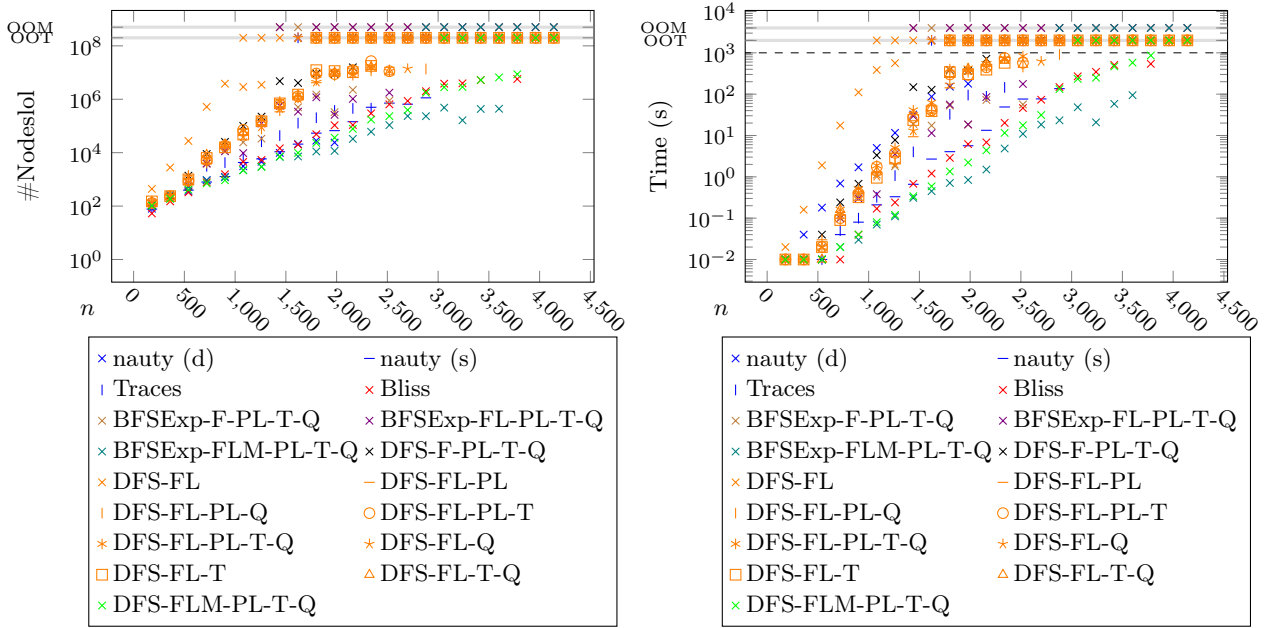 OOM
OOT
10^8
10^6
10^4
10^2
10^0
#Nodeslol
n
0
500
1,000
1,500
2,000
2,500
3,000
3,500
4,000
4,500
nauty (d)
nauty (s)
Traces
Bliss
BFSExp-F-PL-T-Q
BFSExp-FL-PL-T-Q
BFSExp-FLM-PL-T-Q
DFS-F-PL-T-Q
DFS-FL
DFS-FL-PL
DFS-FL-PL-Q
DFS-FL-PL-T
DFS-FL-PL-T-Q
DFS-FL-Q
DFS-FL-T
DFS-FL-T-Q
DFS-FLM-PL-T-Q
10^4
OOM
OOT
10^3
10^2
10^1
10^0
10^−1
10^−2
Time (s)
n
0
500
1,000
1,500
2,000
2,500
3,000
3,500
4,000
4,500
nauty (d)
nauty (s)
Traces
Bliss
BFSExp-F-PL-T-Q
BFSExp-FL-PL-T-Q
BFSExp-FLM-PL-T-Q
DFS-F-PL-T-Q
DFS-FL
DFS-FL-PL
DFS-FL-PL-Q
DFS-FL-PL-T
DFS-FL-PL-T-Q
DFS-FL-Q
DFS-FL-T
DFS-FL-T-Q
DFS-FLM-PL-T-Q